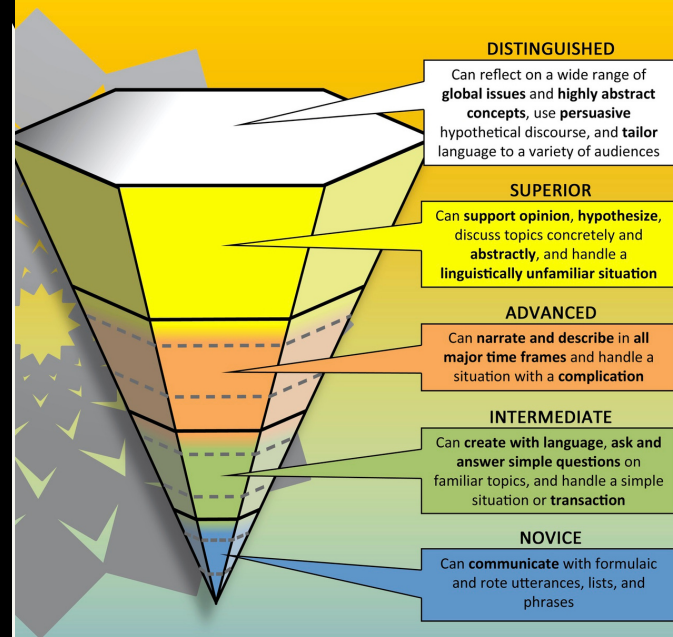 DISTINGUISHED
Can reflect on a wide range of
global issues and highly abstract
concepts, use persuasive
hypothetical discourse, and tailor
language to a variety of audiences
SUPERIOR
Can support opinion, hypothesize,
discuss topics concretely and
abstractly, and handle a
linguistically unfamiliar situation
ADVANCED
Can narrate and describe in all
major time frames and handle a
situation with a complication
INTERMEDIATE
Can create with language, ask and
answer simple questions on
familiar topics, and handle a simple
situation or transaction
NOVICE
Can communicate with formulaic
and rote utterances, lists, and
phrases